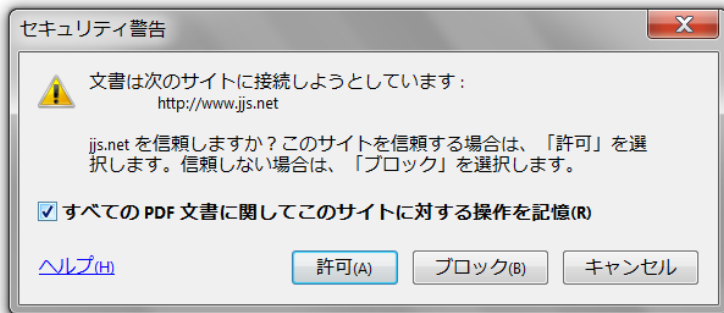 セキュリティ警告
文書は次のサイトに接続しようとしています :
http://www.jjs.net
jjs.net を信頼しますか？このサイトを信頼する場合は、「許可」を選
択します。信頼しない場合は、「ブロック」を選択します。
すべての PDF 文書に関してこのサイトに対する操作を記憶(R)
ヘルプ(H) 許可(A) ブロック(B) キャンセル